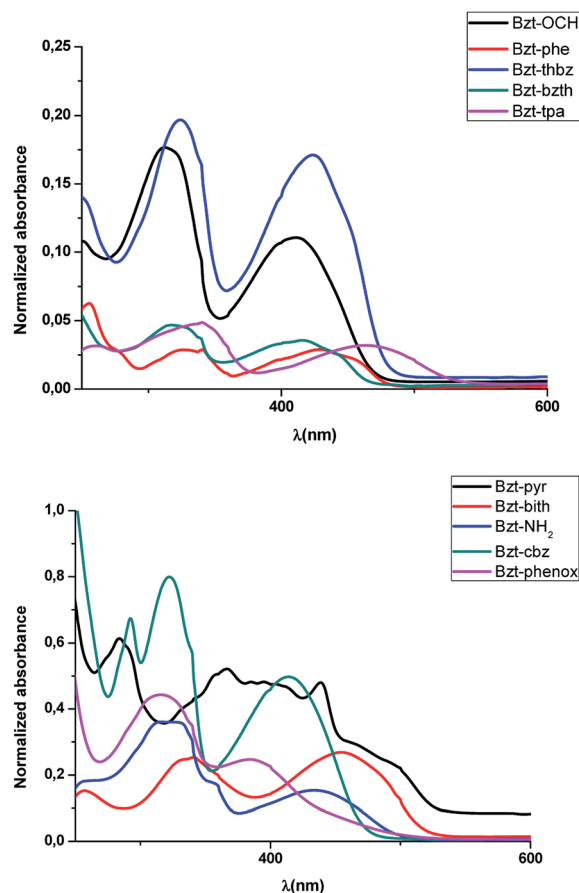 Bzt-OCH
Bzt-phe
Bzt-thbz
Bzt-bzth
Bzt-tpa
0,25
0,20
0,15
0,10
0,05
0,00
Normalized absorbance
400
600
λ(nm)
Bzt-pyr
Bzt-bith
Bzt-NH₂
Bzt-cbz
Bzt-phenox
1,0
0,8
0,6
0,4
0,2
0,0
Normalized absorbance
400
600
λ(nm)